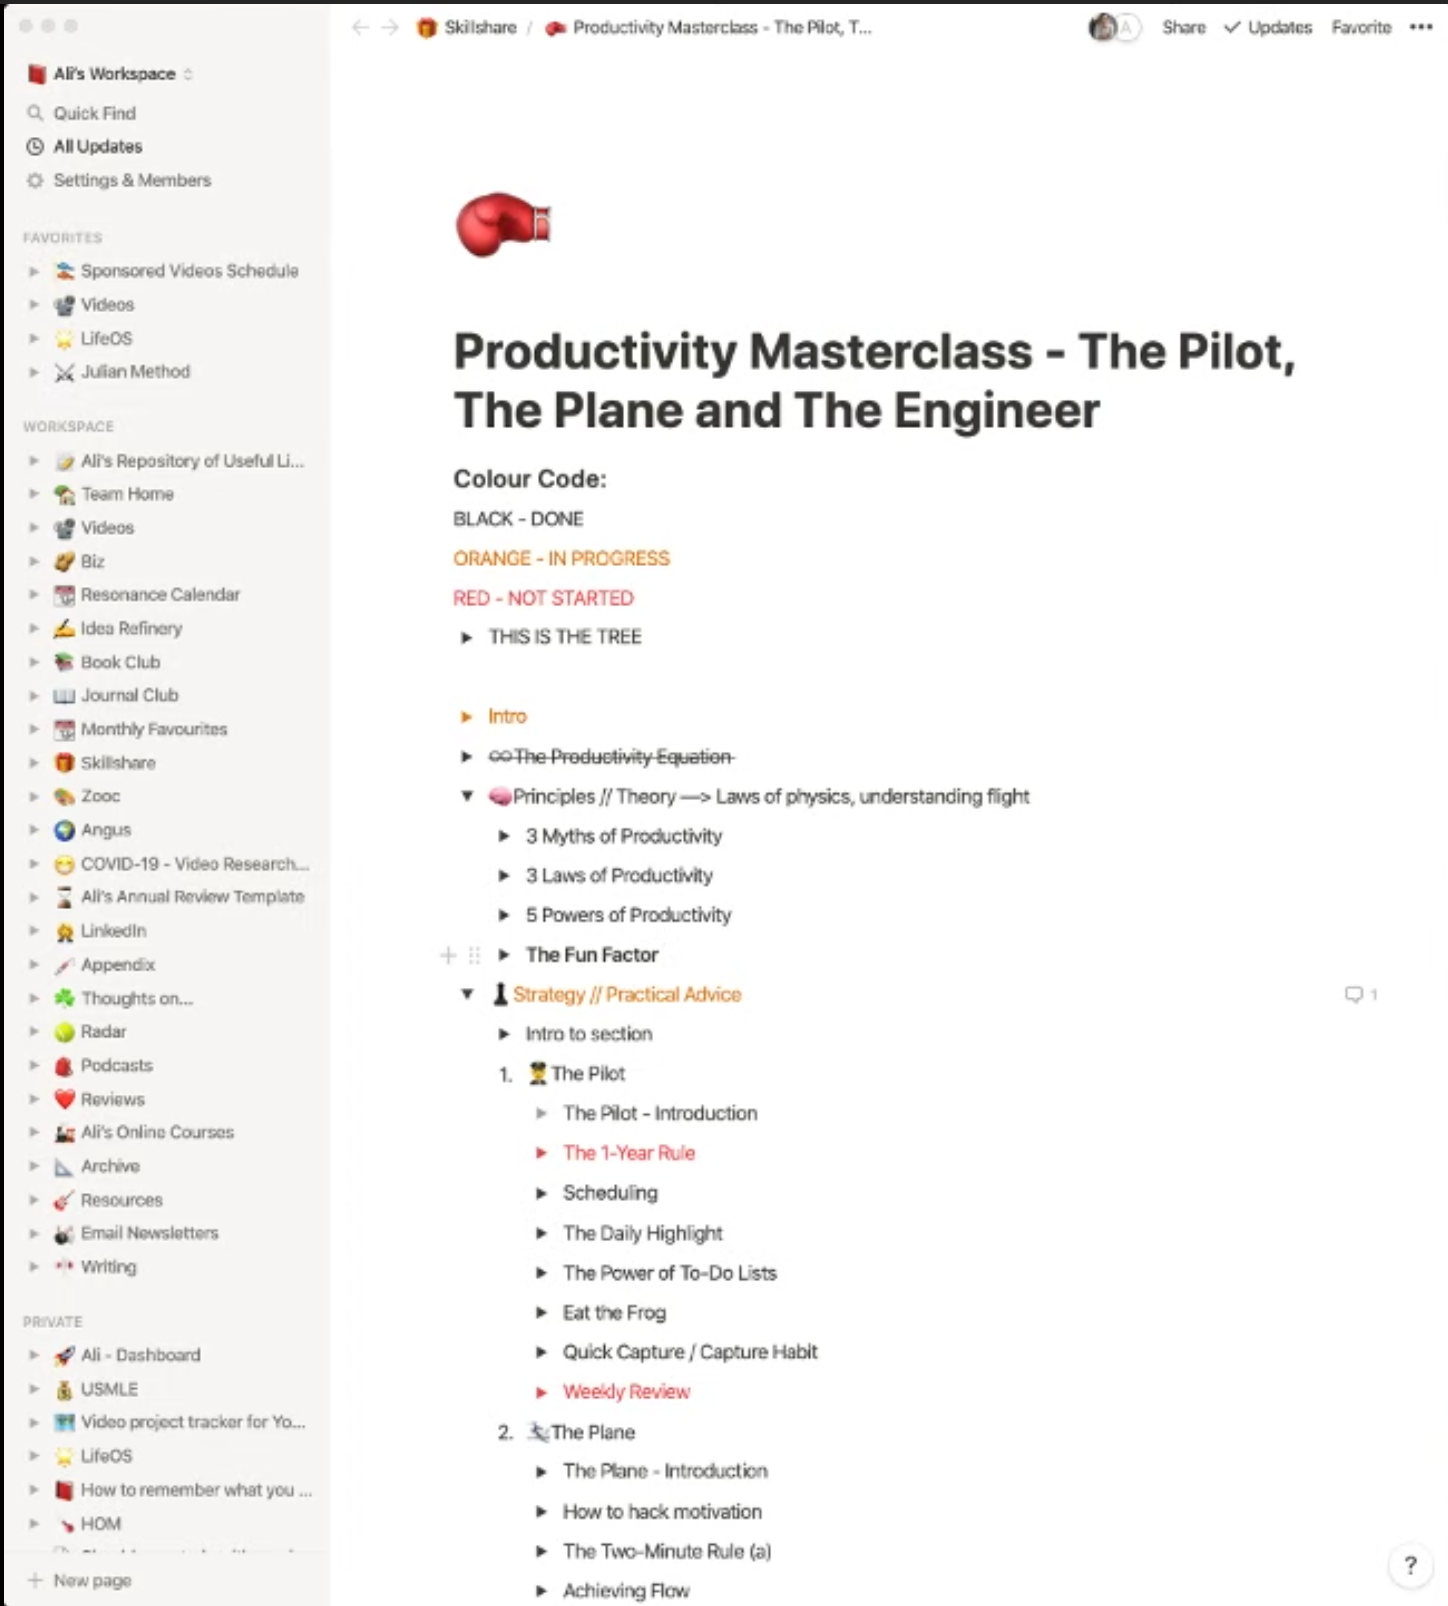 Skillshare / Productivity Masterclass - The Pilot, T...
A
Share
Updates
Favorite
Ali's Workspace
Quick Find
All Updates
Settings & Members
FAVORITES
Sponsored Videos Schedule
Videos
LifeOS
Julian Method
WORKSPACE
Ali's Repository of Useful Li...
Team Home
Videos
Biz
Resonance Calendar
Idea Refinery
Book Club
Journal Club
Monthly Favourites
Skillshare
Zooc
Angus
COVID-19 - Video Research...
Ali's Annual Review Template
LinkedIn
Appendix
Thoughts on...
Radar
Podcasts
Reviews
Ali's Online Courses
Archive
Resources
Email Newsletters
Writing
PRIVATE
Ali - Dashboard
USMLE
Video project tracker for Yo...
LifeOS
How to remember what you ...
HOM
New page
Productivity Masterclass - The Pilot,
The Plane and The Engineer
Colour Code:
BLACK - DONE
ORANGE - IN PROGRESS
RED - NOT STARTED
THIS IS THE TREE
Intro
The Productivity Equation
Principles // Theory —> Laws of physics, understanding flight
3 Myths of Productivity
3 Laws of Productivity
5 Powers of Productivity
The Fun Factor
Strategy // Practical Advice
1
Intro to section
1. The Pilot
The Pilot - Introduction
The 1-Year Rule
Scheduling
The Daily Highlight
The Power of To-Do Lists
Eat the Frog
Quick Capture / Capture Habit
Weekly Review
2. The Plane
The Plane - Introduction
How to hack motivation
The Two-Minute Rule (a)
Achieving Flow
?